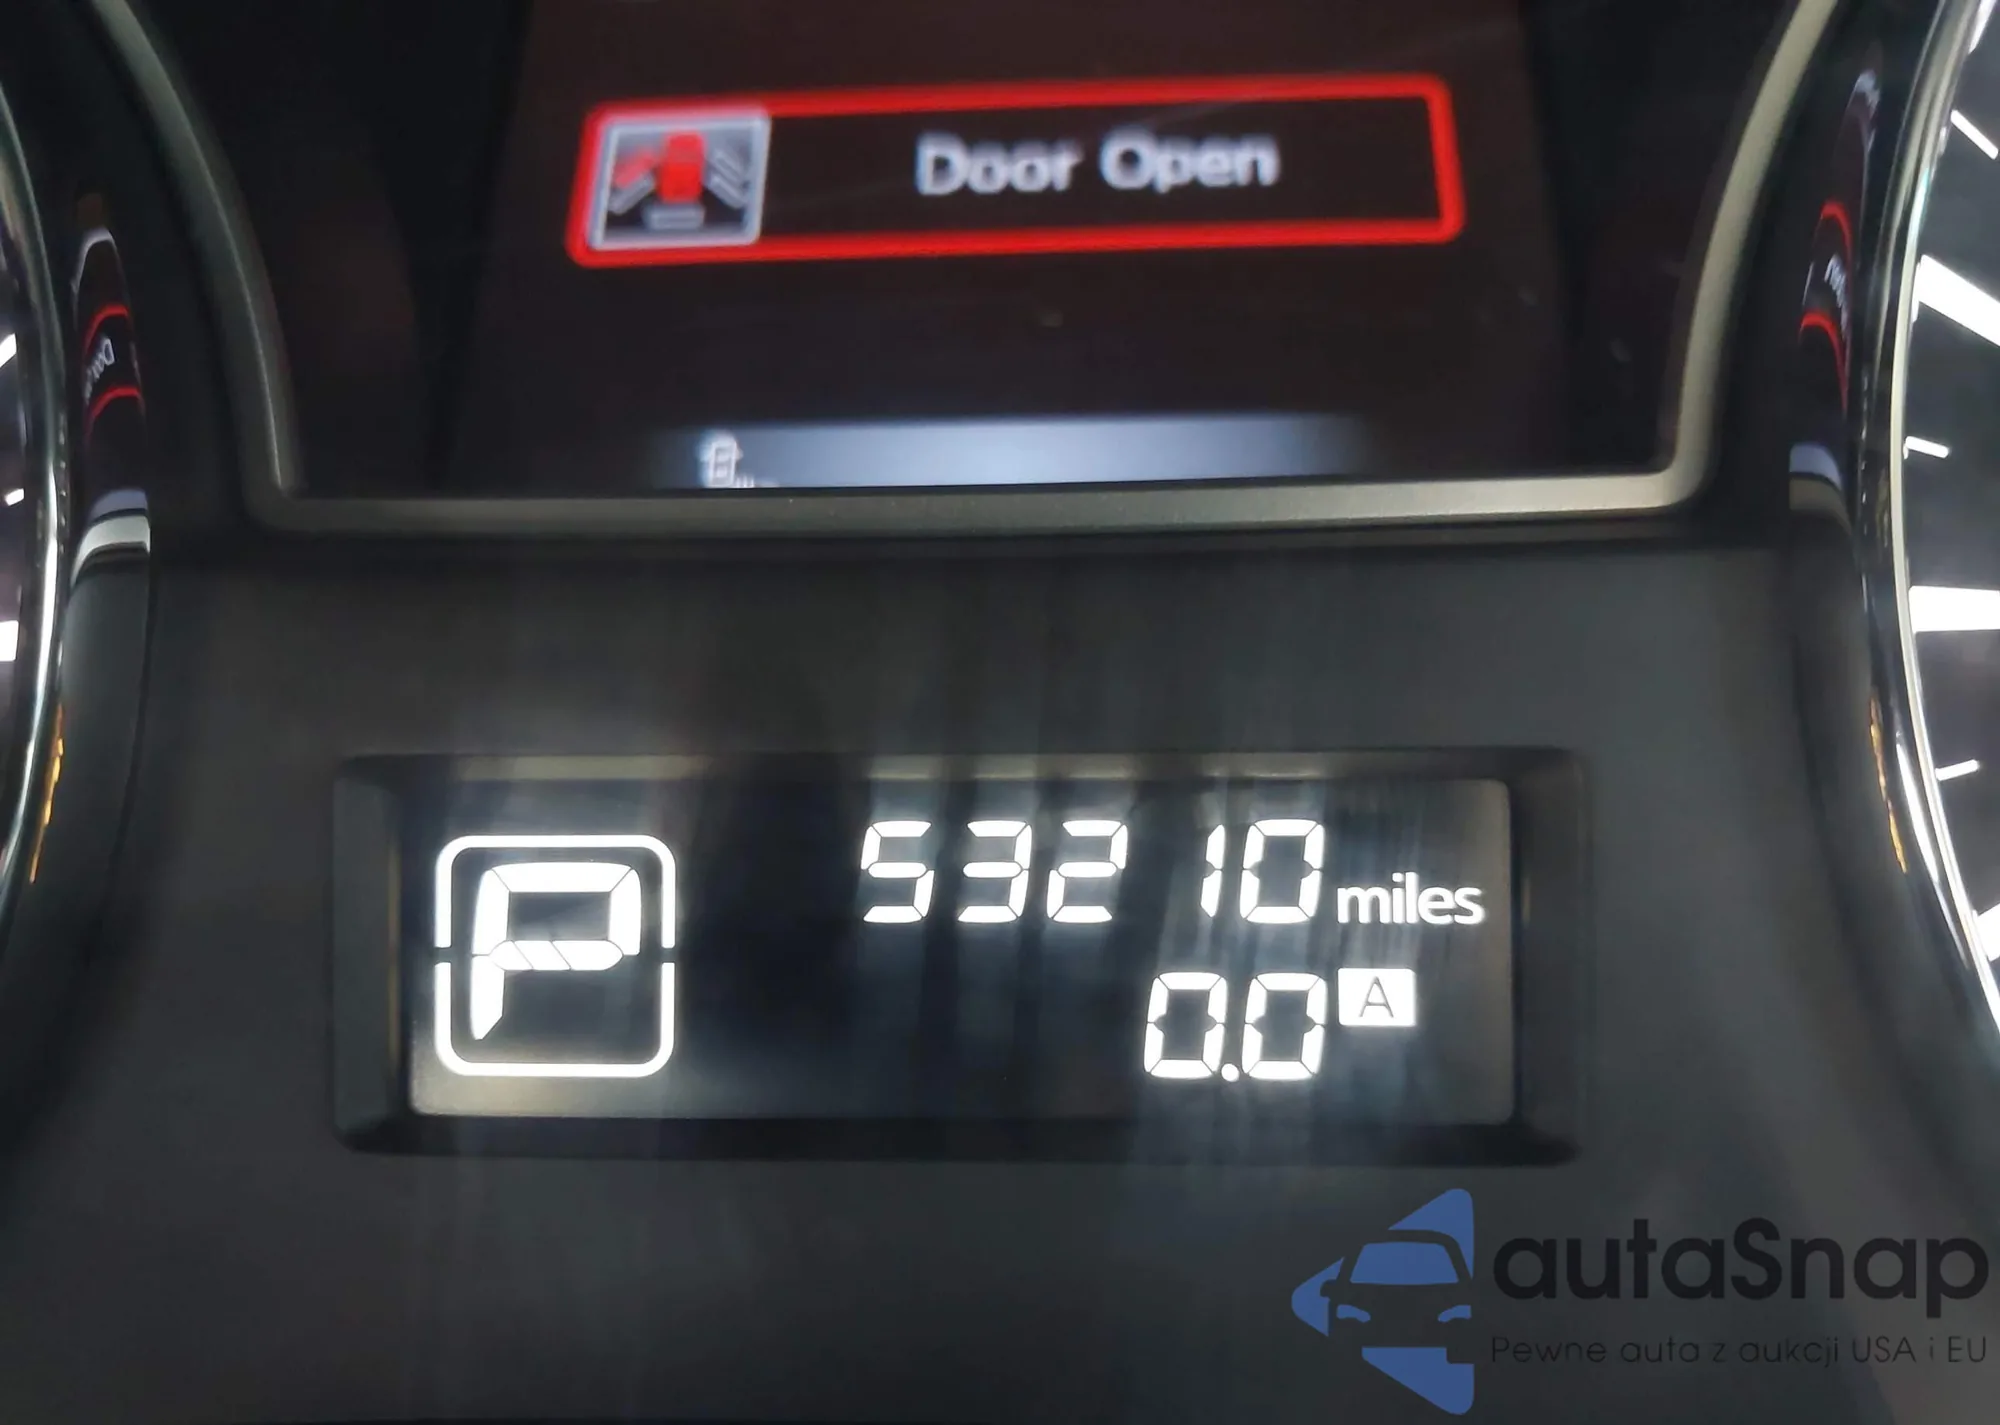 Door Open
P
53210 miles
0.0 A
autaSnap
Pewne auta z aukcji USA i EU